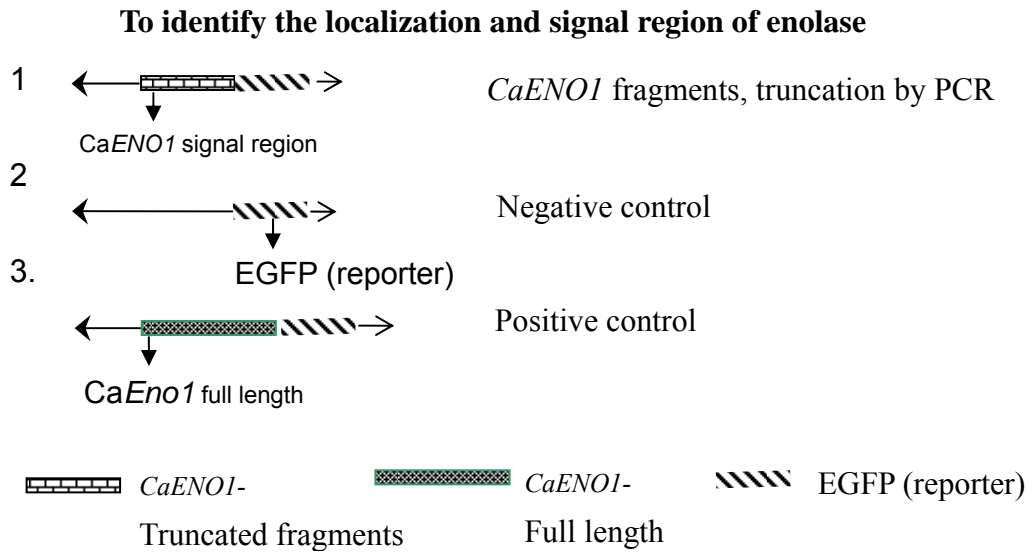 To identify the localization and signal region of enolase
1
CaENO1 fragments, truncation by PCR
CaENO1 signal region
2
Negative control
EGFP (reporter)
3.
Positive control
CaEno1 full length
CaENO1-
Truncated fragments
CaENO1-
Full length
EGFP (reporter)